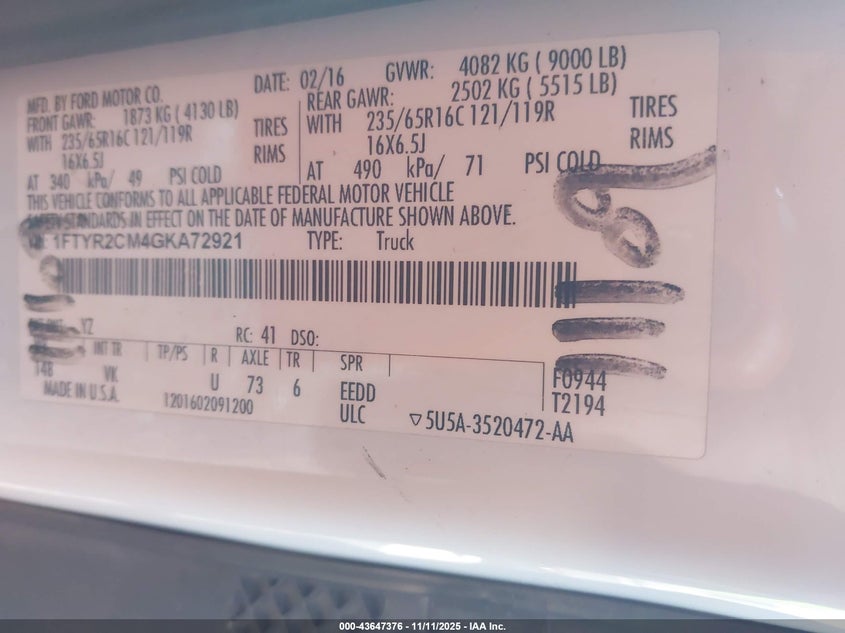 MFD. BY FORD MOTOR CO. DATE: 02/16 GVWR: 4082 KG ( 9000 LB)
FRONT GAWR: 1873 KG ( 4130 LB) REAR GAWR: 2502 KG ( 5515 LB)
WITH 235/65R16C 121/119R TIRES WITH 235/65R16C 121/119R TIRES
16X6.5J RIMS 16X6.5J RIMS
AT 340 kPa/ 49 PSI COLD AT 490 kPa/ 71 PSI COLD
THIS VEHICLE CONFORMS TO ALL APPLICABLE FEDERAL MOTOR VEHICLE
SAFETY STANDARDS IN EFFECT ON THE DATE OF MANUFACTURE SHOWN ABOVE.
1FTYR2CM4GKA72921 TYPE: Truck
YZ RC: 41 DSO:
INT TR TP/PS R AXLE TR SPR
148 VK U 73 6 EEDD F0944
MADE IN U.S.A. 1201602091200 ULC T2194
▽5U5A-3520472-AA
000-43647376 - 11/11/2025 - IAA Inc.